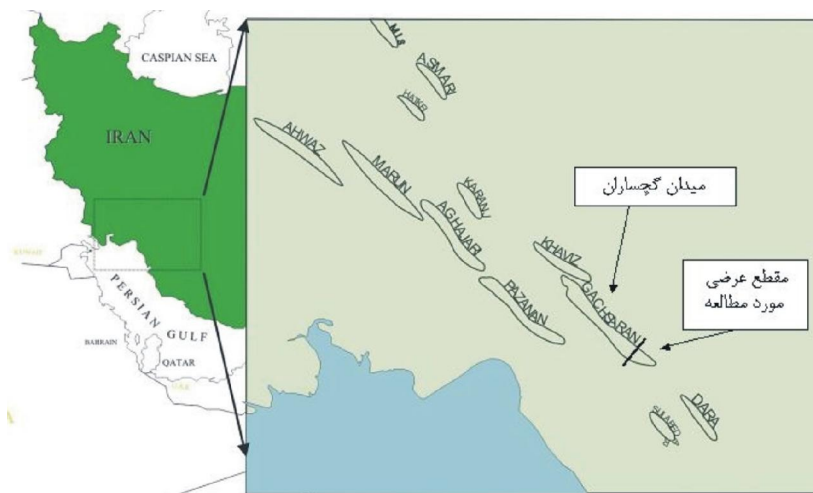 CASPIAN SEA
IRAN
KUWAIT
PERSIAN GULF
BAHRAIN
QATAR
M.I.S
ASMARI
AHWAZ
MARUN
KARANJ
AGHAJARI
PAZANAN
KHAVIZ
GACHSARAN
DARA
میدان گچساران
مقطع عرضی
مورد مطالعه